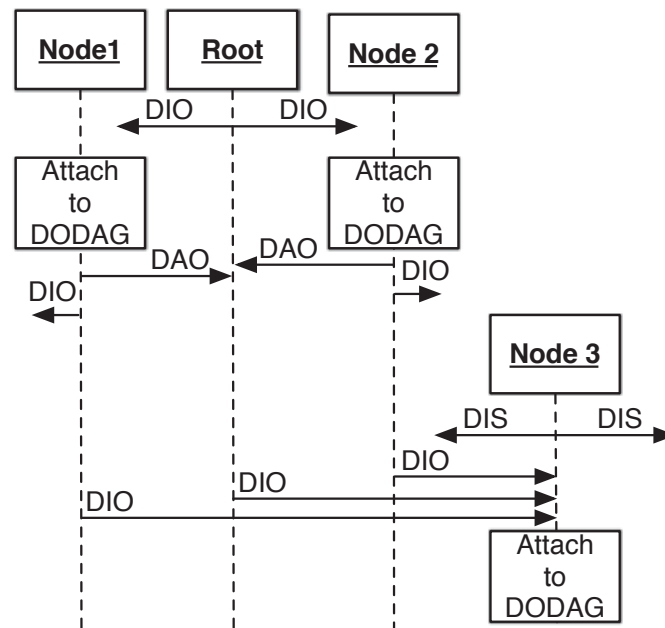 Node1
Root
Node 2
DIO DIO
Attach
to
DODAG
Attach
to
DODAG
DAO
DAO
DIO
DIO
Node 3
DIS DIS
DIO
DIO
DIO
Attach
to
DODAG